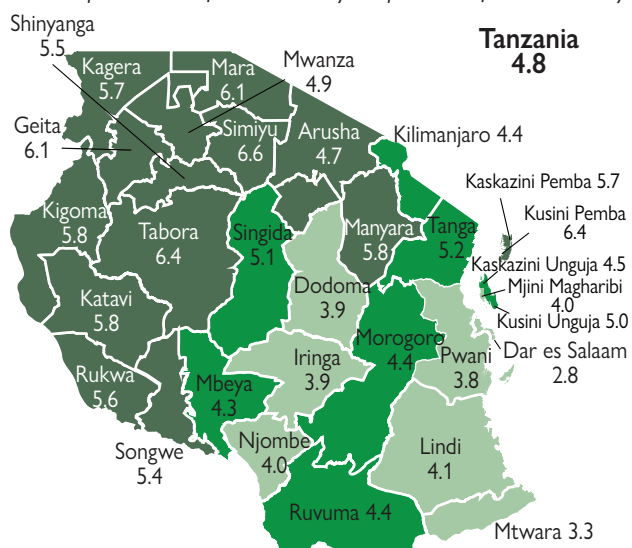 Shinyanga
5.5
Tanzania
4.8
Kagera
5.7
Mara
6.1
Mwanza
4.9
Geita
6.1
Simiyu
6.6
Arusha
4.7
Kilimanjaro 4.4
Kaskazini Pemba 5.7
Kusini Pemba
6.4
Kigoma
5.8
Tabora
6.4
Singida
5.1
Manyara
5.8
Tanga
5.2
Kaskazini Unguja 4.5
Mjini Magharibi
4.0
Kusini Unguja 5.0
Dodoma
3.9
Katavi
5.8
Morogoro
4.4
Dar es Salaam
2.8
Iringa
3.9
Pwani
3.8
Rukwa
5.6
Mbeya
4.3
Songwe
5.4
Njombe
4.0
Lindi
4.1
Ruvuma 4.4
Mtwara 3.3